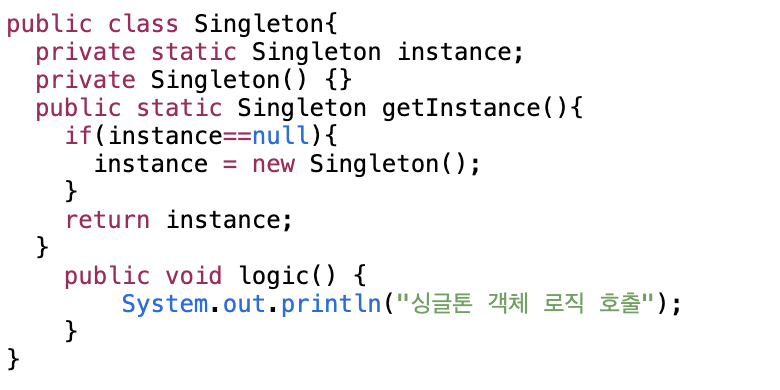 public class Singleton{
  private static Singleton instance;
  private Singleton() {}
  public static Singleton getInstance(){
    if(instance==null){
      instance = new Singleton();
    }
    return instance;
  }
    public void logic() {
        System.out.println("싱글톤 객체 로직 호출");
    }
}